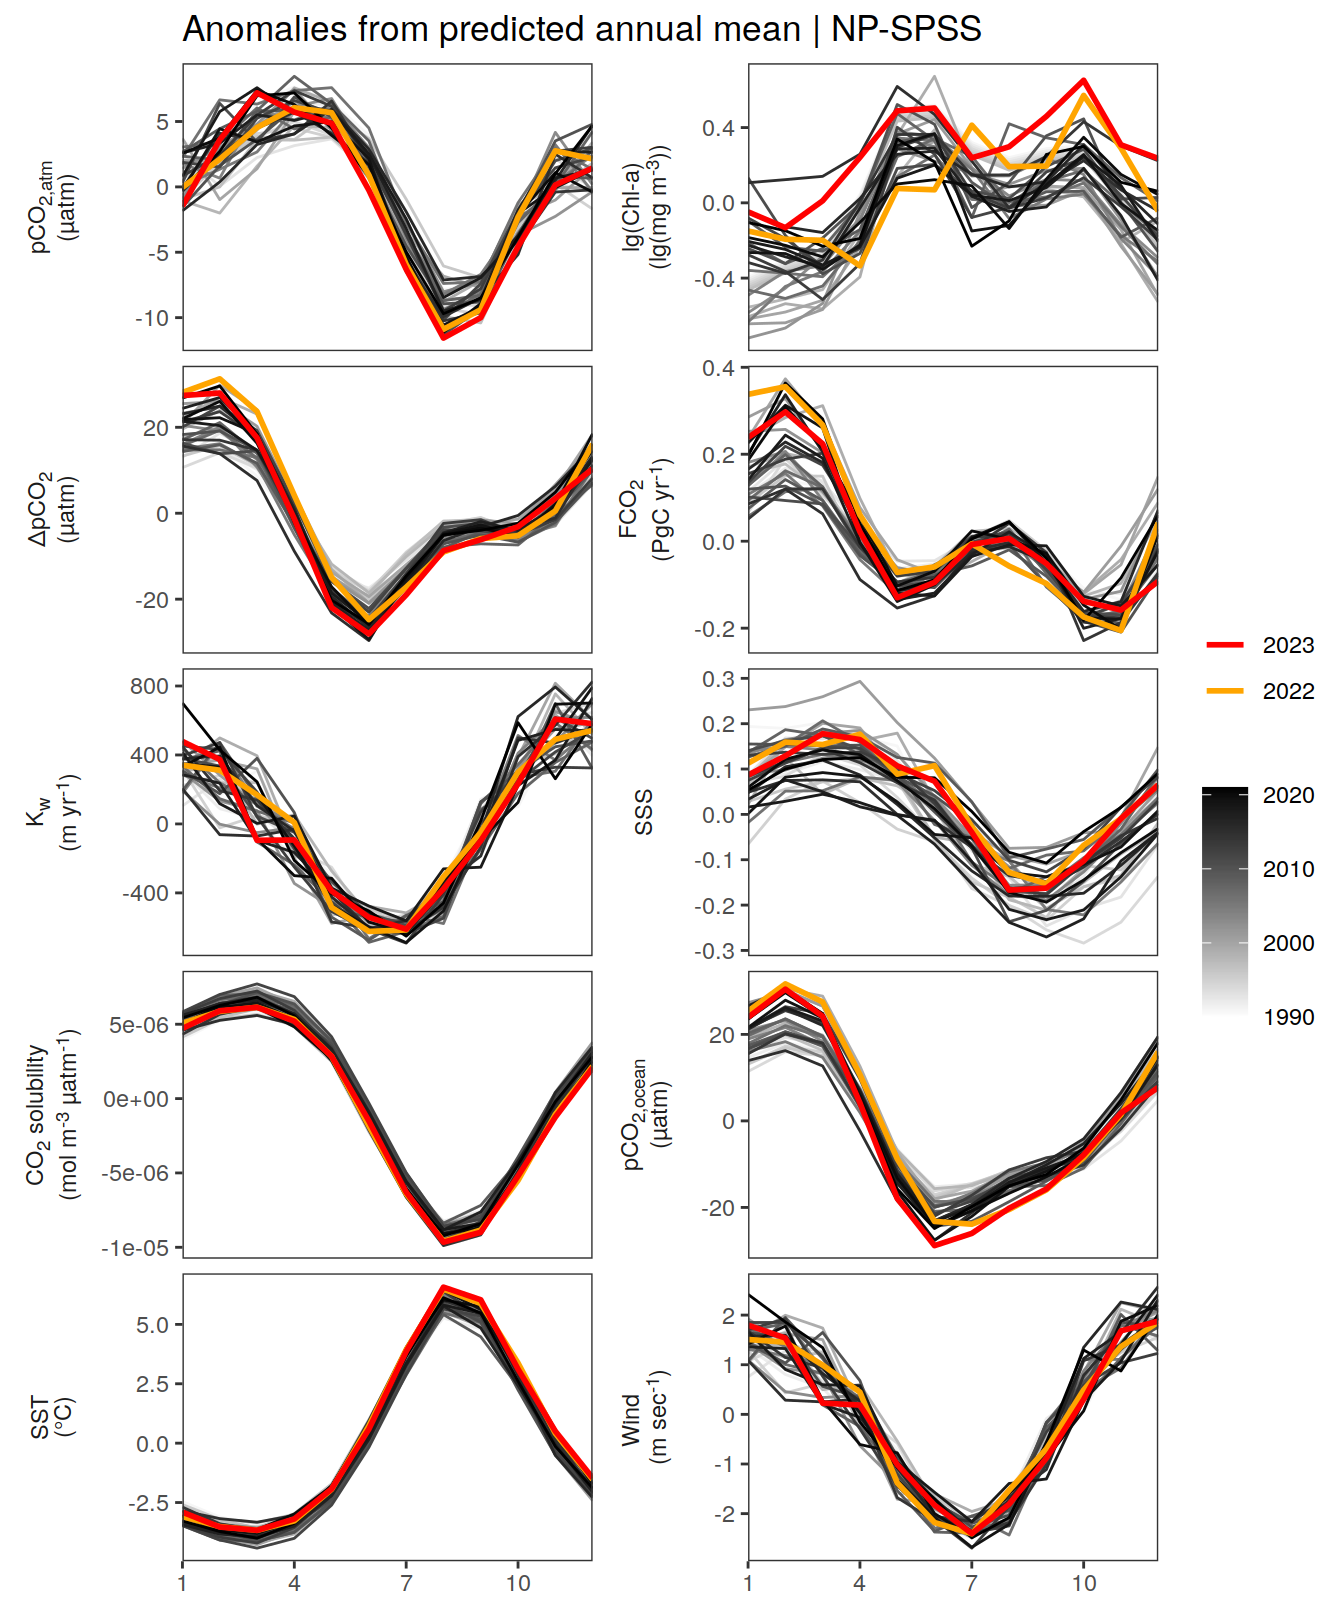 Anomalies from predicted annual mean | NP-SPSS
pCO2,atm
(µatm)
5
0
-5
-10
lg(Chl-a)
(lg(mg m-3))
0.4
0.0
-0.4
ΔpCO2
(µatm)
20
0
-20
FCO2
(PgC yr-1)
0.4
0.2
0.0
-0.2
Kw
(m yr-1)
800
400
0
-400
SSS
0.3
0.2
0.1
0.0
-0.1
-0.2
-0.3
CO2 solubility
(mol m-3 µatm-1)
5e-06
0e+00
-5e-06
-1e-05
pCO2,ocean
(µatm)
20
0
-20
SST
(°C)
5.0
2.5
0.0
-2.5
Wind
(m sec-1)
2
1
0
-1
-2
1 4 7 10
1 4 7 10
2023
2022
2020
2010
2000
1990